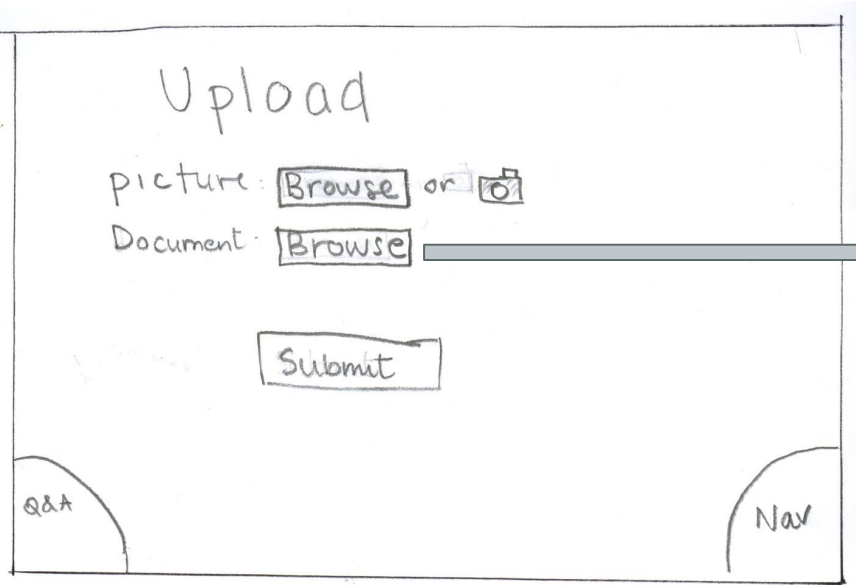 Upload
picture: Browse or
Document: Browse
Submit
Q&A
Nav